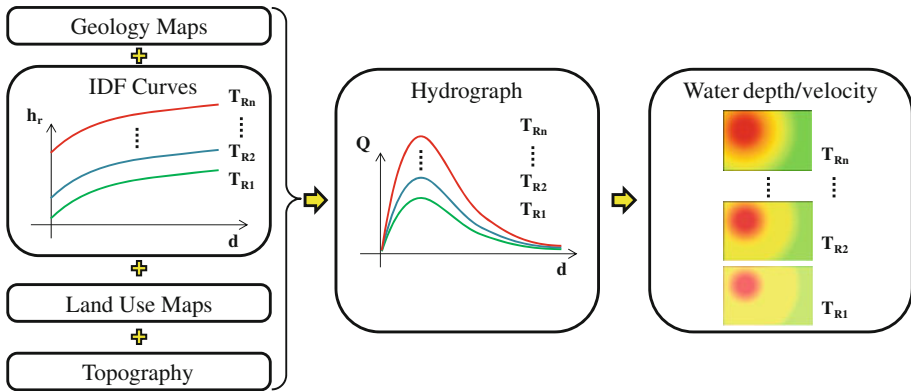 Geology Maps
IDF Curves
h_r
T_Rn
T_R2
T_R1
d
Land Use Maps
Topography
Hydrograph
Q
T_Rn
T_R2
T_R1
d
Water depth/velocity
T_Rn
T_R2
T_R1